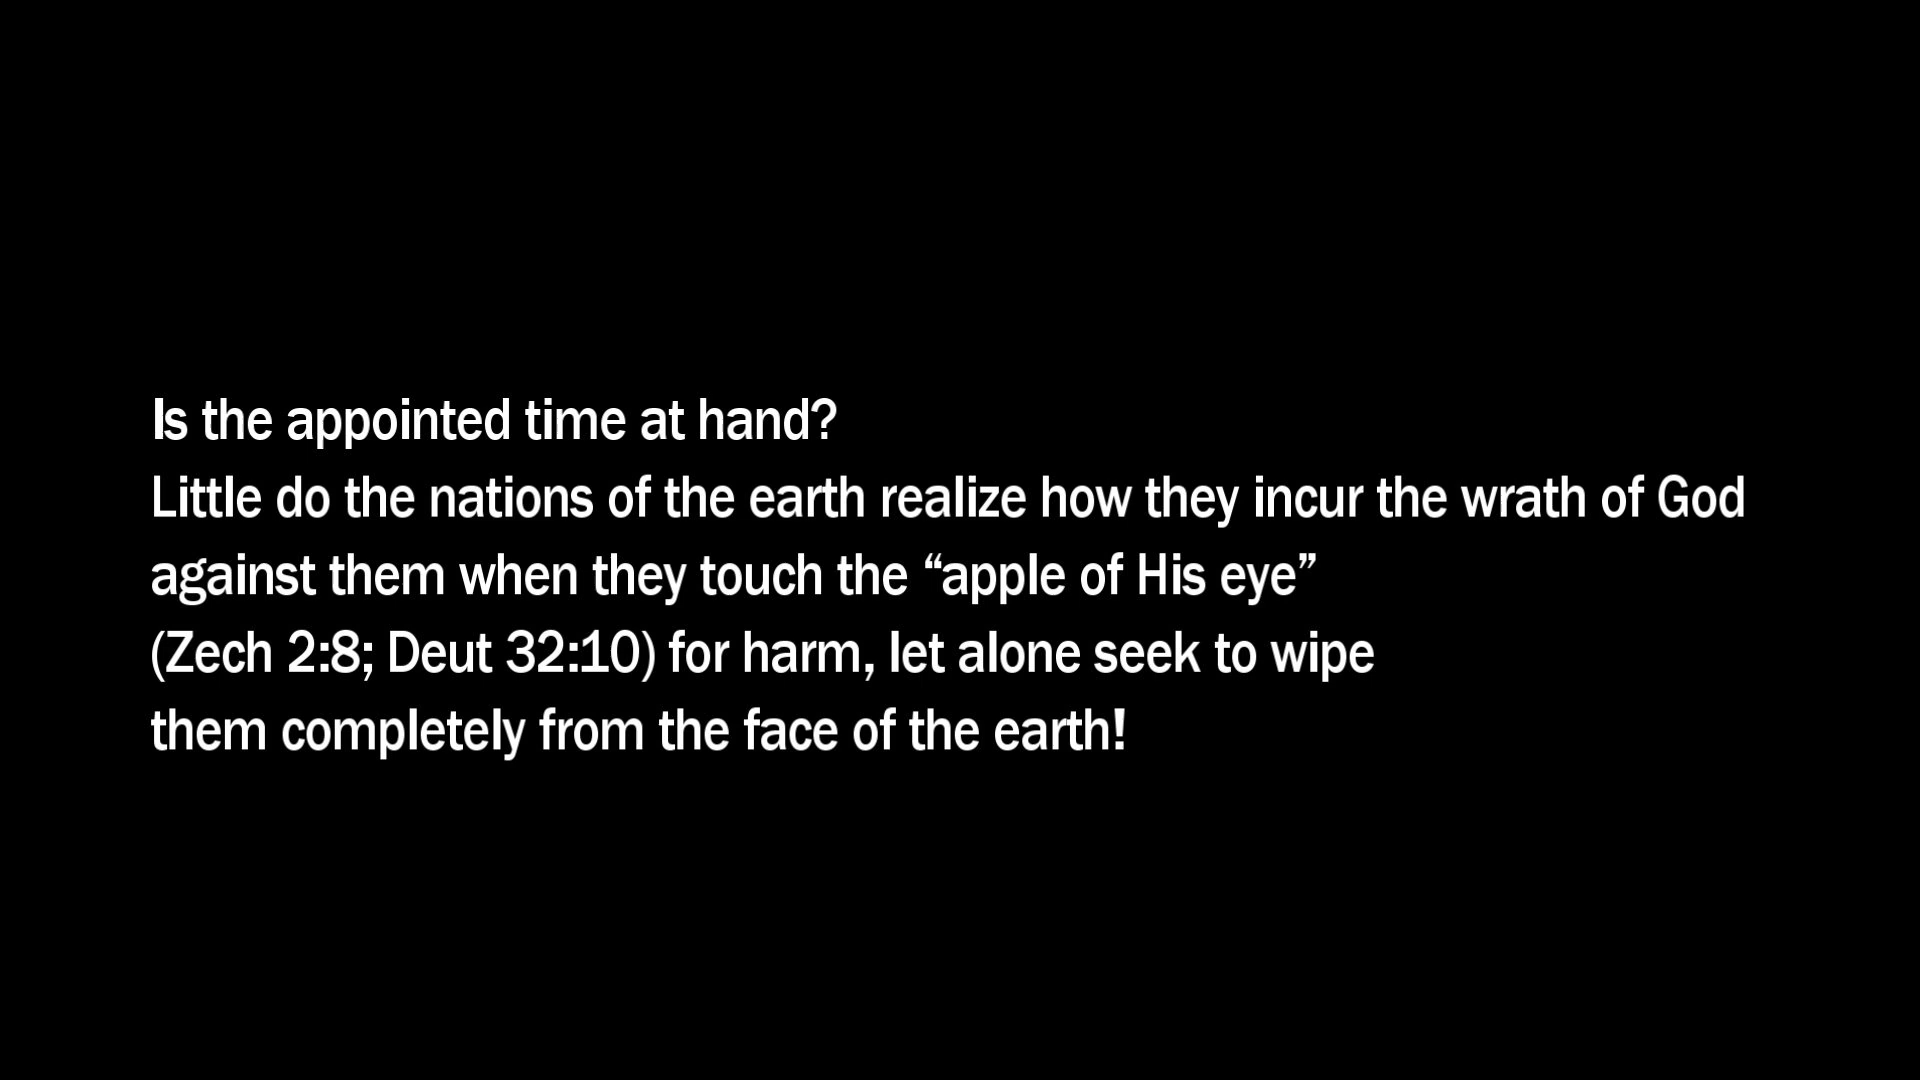 Is the appointed time at hand?
Little do the nations of the earth realize how they incur the wrath of God
against them when they touch the “apple of His eye”
(Zech 2:8; Deut 32:10) for harm, let alone seek to wipe
them completely from the face of the earth!